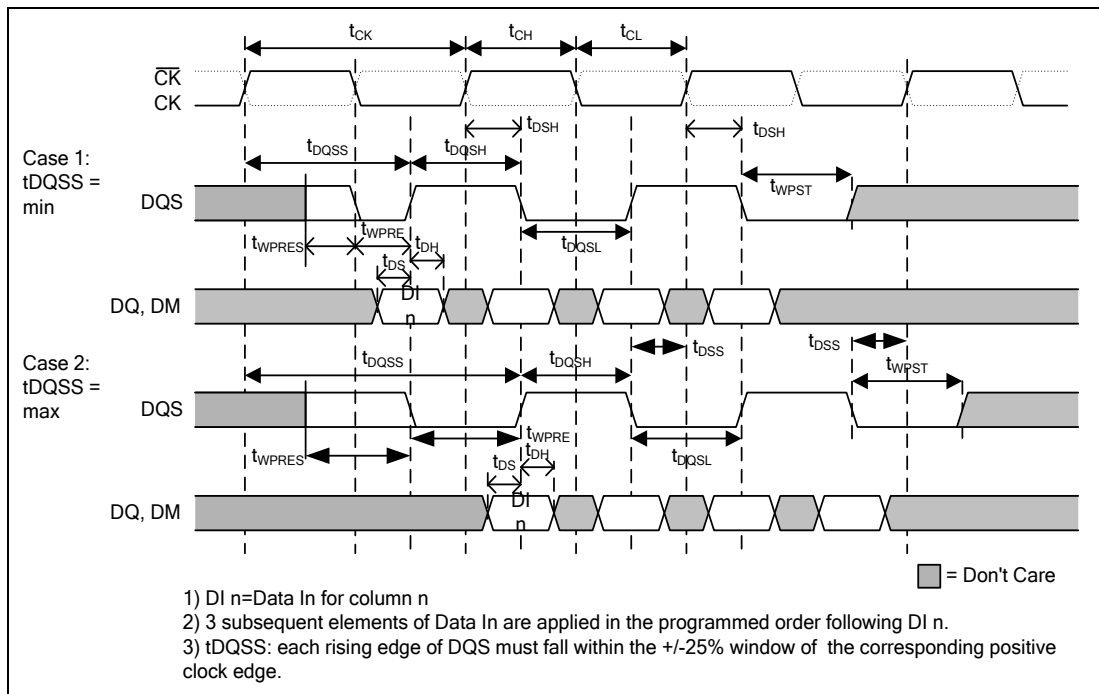 tCK tCH tCL
CK
CK
tDSH tDSH
Case 1:
tDQSS =
min
tDQSS tDQSH
DQS
tWPST
tWPRES tWPRE tDH tDQSL
tDS
DQ, DM
DI
n
tDSS tDSS
Case 2:
tDQSS =
max
tDQSS tDQSH
tWPST
DQS
tWPRES tWPRE tDQSL
tDS tDH
DQ, DM
DI
n
= Don't Care
1) DI n=Data In for column n
2) 3 subsequent elements of Data In are applied in the programmed order following DI n.
3) tDQSS: each rising edge of DQS must fall within the +/-25% window of the corresponding positive
clock edge.